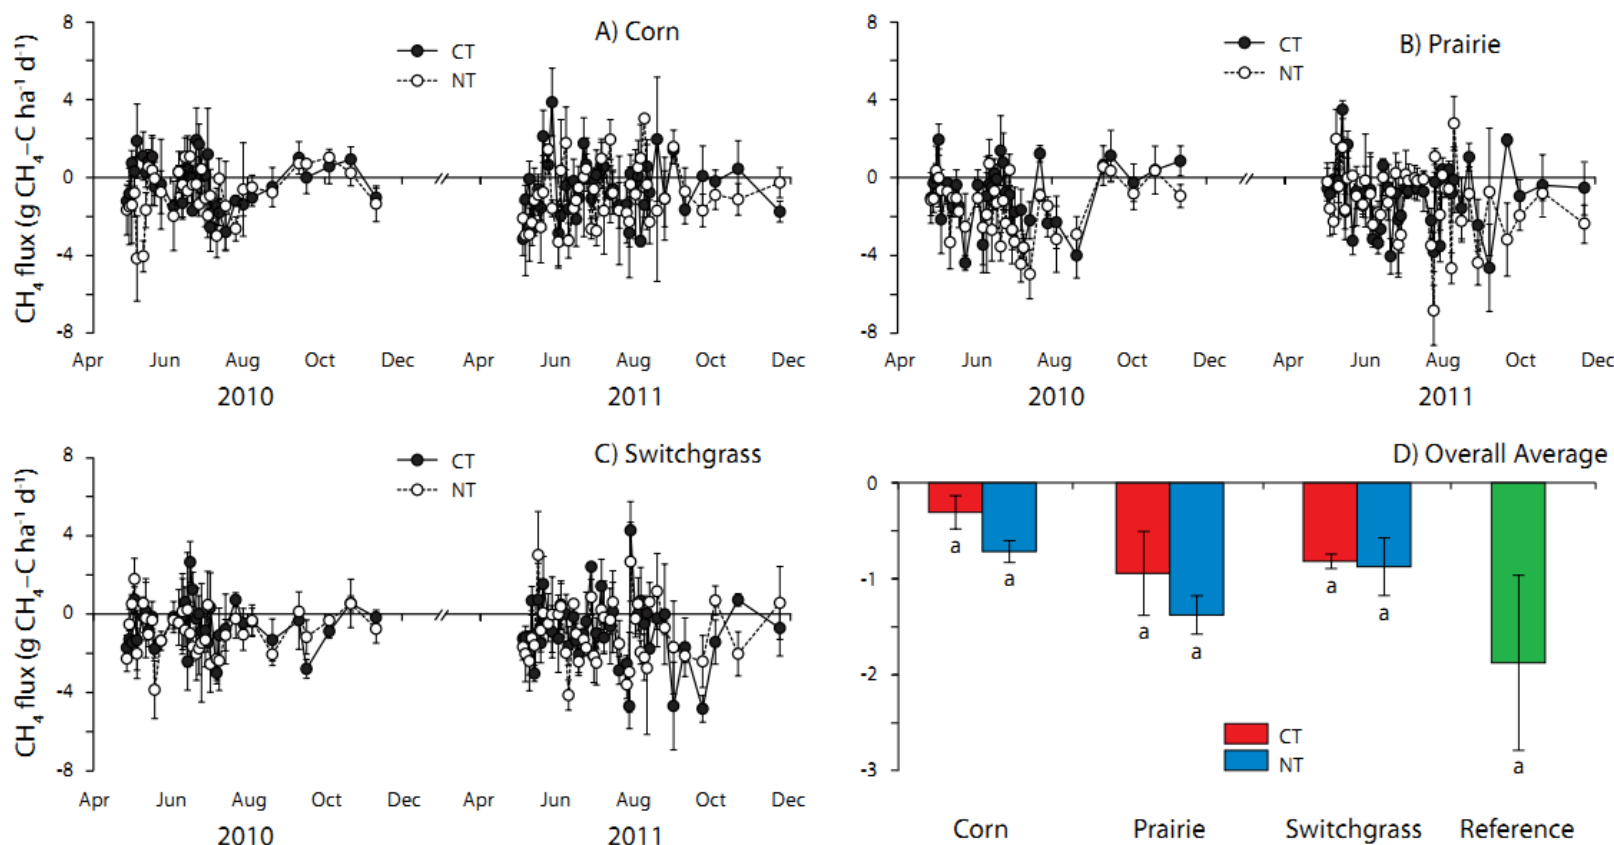 A) Corn
CH₄ flux (g CH₄–C ha⁻¹ d⁻¹)
8
4
0
-4
-8
CT
NT
Apr Jun Aug Oct Dec Apr Jun Aug Oct Dec
2010 2011
B) Prairie
8
4
0
-4
-8
CT
NT
Apr Jun Aug Oct Dec Apr Jun Aug Oct Dec
2010 2011
C) Switchgrass
CH₄ flux (g CH₄–C ha⁻¹ d⁻¹)
8
4
0
-4
-8
CT
NT
Apr Jun Aug Oct Dec Apr Jun Aug Oct Dec
2010 2011
D) Overall Average
0
-1
-2
-3
a a a a a a a
CT
NT
Corn Prairie Switchgrass Reference